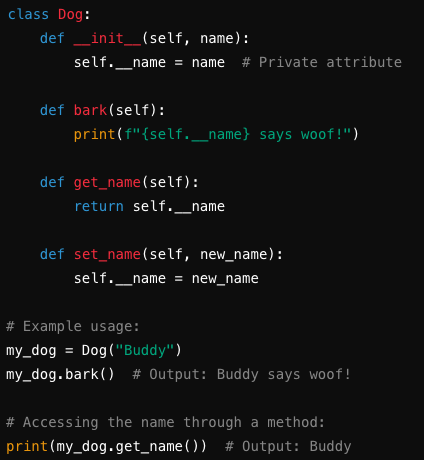 class Dog:
    def __init__(self, name):
        self.__name = name  # Private attribute

    def bark(self):
        print(f"{self.__name} says woof!")

    def get_name(self):
        return self.__name

    def set_name(self, new_name):
        self.__name = new_name

# Example usage:
my_dog = Dog("Buddy")
my_dog.bark()  # Output: Buddy says woof!

# Accessing the name through a method:
print(my_dog.get_name())  # Output: Buddy